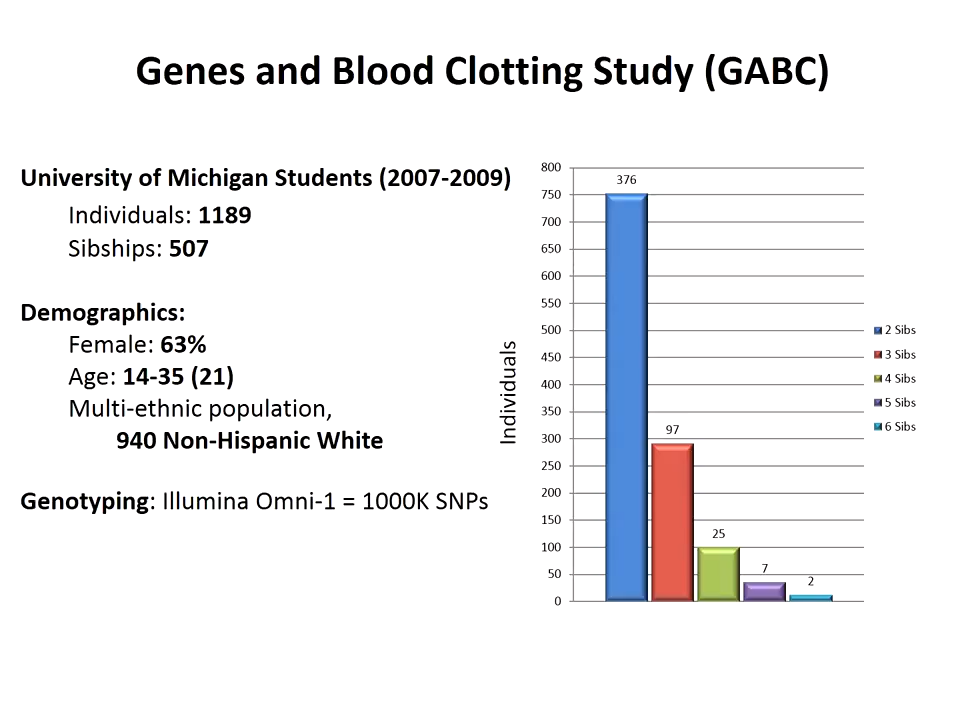 Genes and Blood Clotting Study (GABC)
University of Michigan Students (2007-2009)
Individuals: 1189
Sibships: 507
Demographics:
Female: 63%
Age: 14-35 (21)
Multi-ethnic population,
940 Non-Hispanic White
Genotyping: Illumina Omni-1 = 1000K SNPs
Individuals
800
750
700
650
600
550
500
450
400
350
300
250
200
150
100
50
0
376
97
25
7
2
2 Sibs
3 Sibs
4 Sibs
5 Sibs
6 Sibs